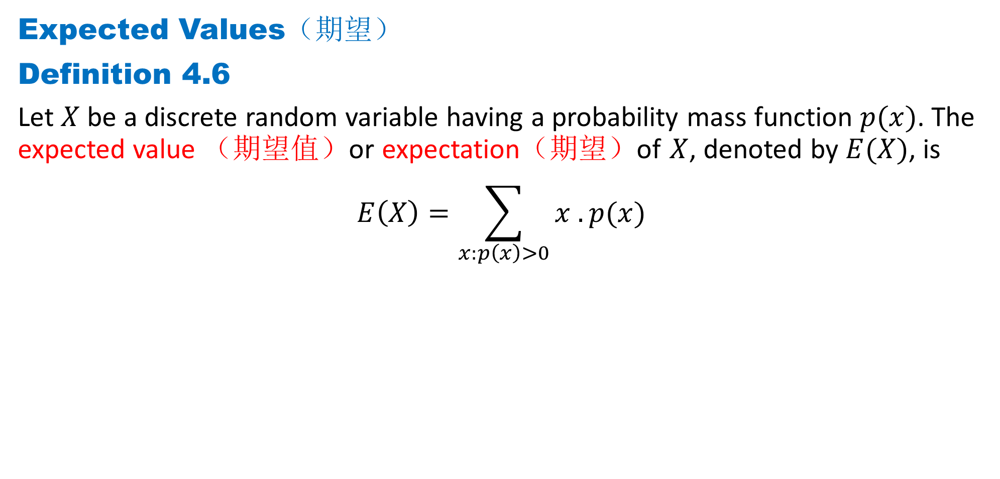 Expected Values（期望）
Definition 4.6
Let X be a discrete random variable having a probability mass function p(x). The
expected value （期望值）or expectation（期望）of X, denoted by E(X), is
E(X) = ∑ x . p(x)
x:p(x)>0